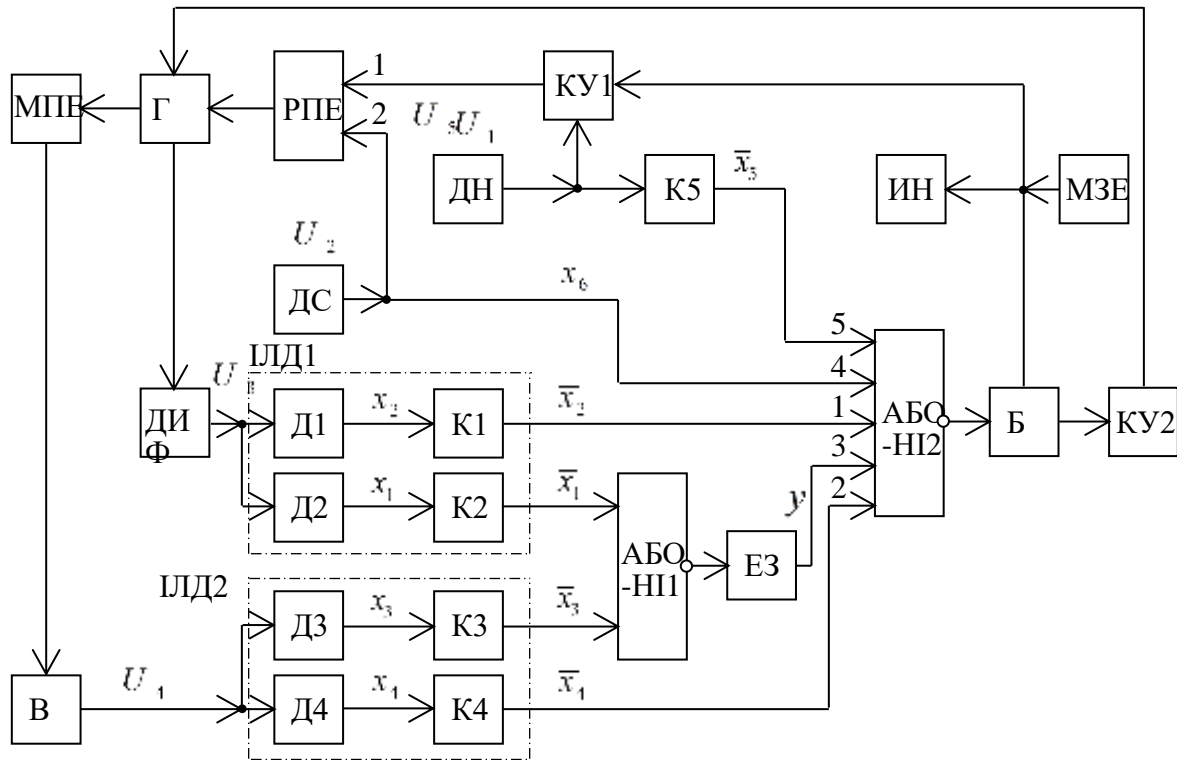 МПЕ
Г
РПЕ
1
2
КУ1
ДН
К5
x̄₅
ИН
МЗЕ
U₂
ДС
x₆
5
4
1
3
2
АБО
-НІ2
Б
КУ2
ІЛД1
ДИ
Ф
Д1
x₂
К1
x̄₂
Д2
x₁
К2
x̄₁
АБО
-НІ1
ЕЗ
y
ІЛД2
Д3
x₃
К3
x̄₃
В
U₄
Д4
x₄
К4
x̄₄